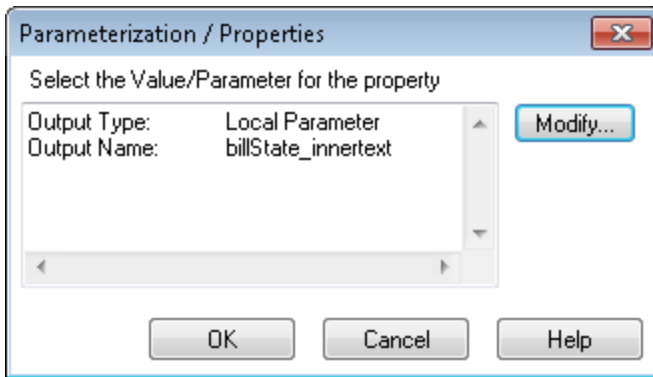 Parameterization / Properties
Select the Value/Parameter for the property
Output Type: Local Parameter
Output Name: billState_innertext
Modify...
OK Cancel Help